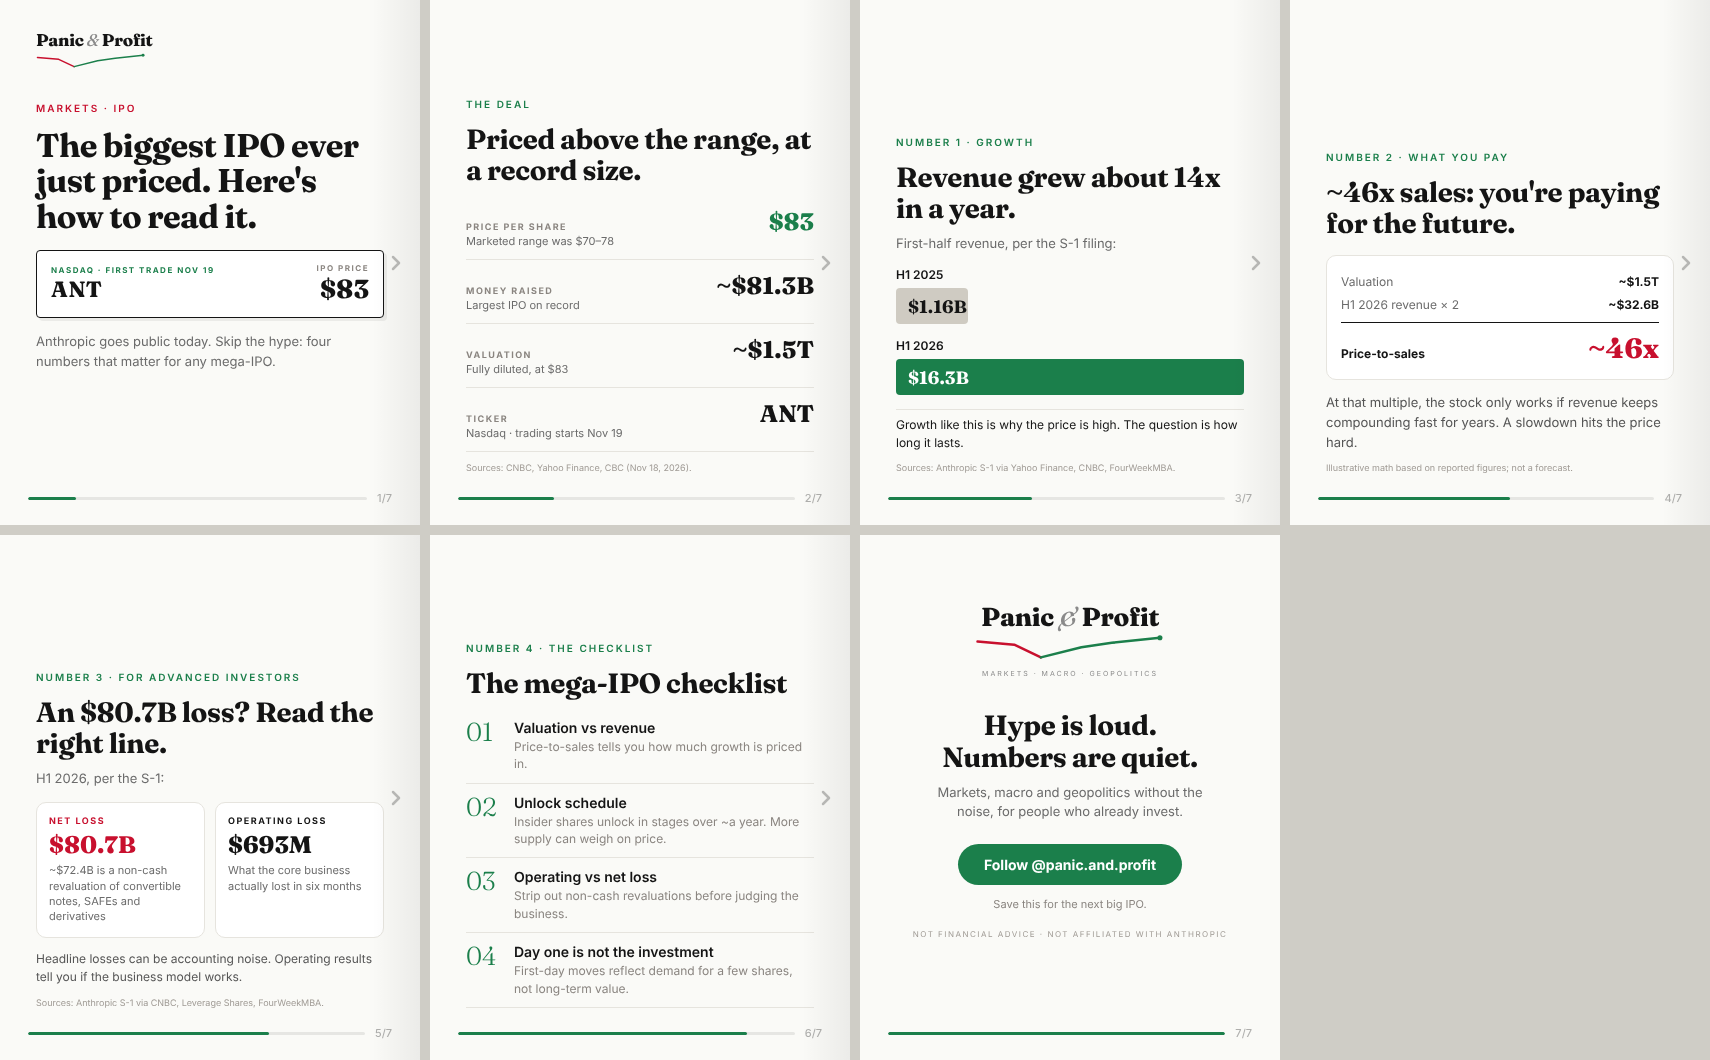 Panic & Profit
MARKETS · IPO
The biggest IPO ever
just priced. Here's
how to read it.
NASDAQ · FIRST TRADE NOV 19
ANT
IPO PRICE
$83
Anthropic goes public today. Skip the hype: four
numbers that matter for any mega-IPO.
1/7
THE DEAL
Priced above the range, at
a record size.
PRICE PER SHARE
Marketed range was $70–78
$83
MONEY RAISED
Largest IPO on record
~$81.3B
VALUATION
Fully diluted, at $83
~$1.5T
TICKER
Nasdaq · trading starts Nov 19
ANT
Sources: CNBC, Yahoo Finance, CBC (Nov 18, 2026).
2/7
NUMBER 1 · GROWTH
Revenue grew about 14x
in a year.
First-half revenue, per the S-1 filing:
H1 2025
$1.16B
H1 2026
$16.3B
Growth like this is why the price is high. The question is how
long it lasts.
Sources: Anthropic S-1 via Yahoo Finance, CNBC, FourWeekMBA.
3/7
NUMBER 2 · WHAT YOU PAY
~46x sales: you're paying
for the future.
Valuation ~$1.5T
H1 2026 revenue × 2 ~$32.6B
Price-to-sales ~46x
At that multiple, the stock only works if revenue keeps
compounding fast for years. A slowdown hits the price
hard.
Illustrative math based on reported figures; not a forecast.
4/7
NUMBER 3 · FOR ADVANCED INVESTORS
An $80.7B loss? Read the
right line.
H1 2026, per the S-1:
NET LOSS
$80.7B
~$72.4B is a non-cash
revaluation of convertible
notes, SAFEs and
derivatives
OPERATING LOSS
$693M
What the core business
actually lost in six months
Headline losses can be accounting noise. Operating results
tell you if the business model works.
Sources: Anthropic S-1 via CNBC, Leverage Shares, FourWeekMBA.
5/7
NUMBER 4 · THE CHECKLIST
The mega-IPO checklist
01
Valuation vs revenue
Price-to-sales tells you how much growth is priced
in.
02
Unlock schedule
Insider shares unlock in stages over ~a year. More
supply can weigh on price.
03
Operating vs net loss
Strip out non-cash revaluations before judging the
business.
04
Day one is not the investment
First-day moves reflect demand for a few shares,
not long-term value.
6/7
Panic & Profit
MARKETS · MACRO · GEOPOLITICS
Hype is loud.
Numbers are quiet.
Markets, macro and geopolitics without the
noise, for people who already invest.
Follow @panic.and.profit
Save this for the next big IPO.
NOT FINANCIAL ADVICE · NOT AFFILIATED WITH ANTHROPIC
7/7